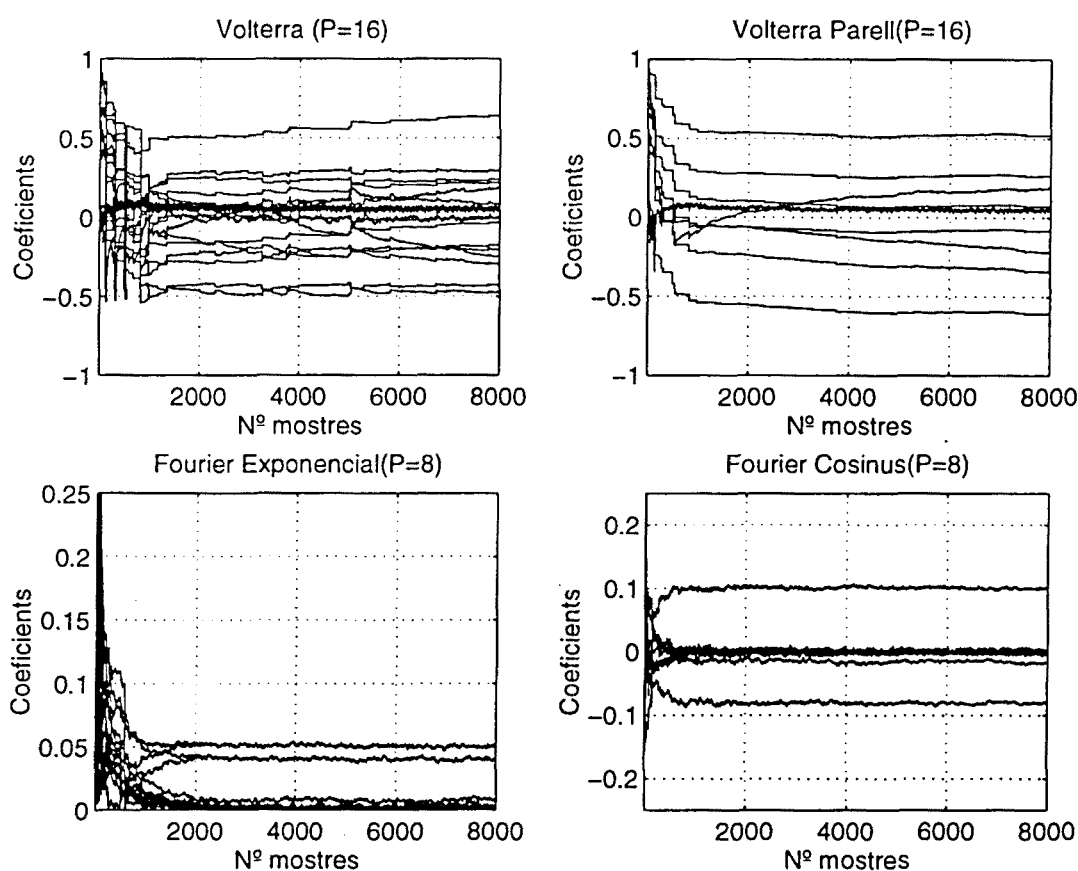 Volterra (P=16)
Coeficients
1
0.5
0
−0.5
−1
2000 4000 6000 8000
Nº mostres
Volterra Parell(P=16)
Coeficients
1
0.5
0
−0.5
−1
2000 4000 6000 8000
Nº mostres
Fourier Exponencial(P=8)
Coeficients
0.25
0.2
0.15
0.1
0.05
0
2000 4000 6000 8000
Nº mostres
Fourier Cosinus(P=8)
Coeficients
0.2
0.1
0
−0.1
−0.2
2000 4000 6000 8000
Nº mostres